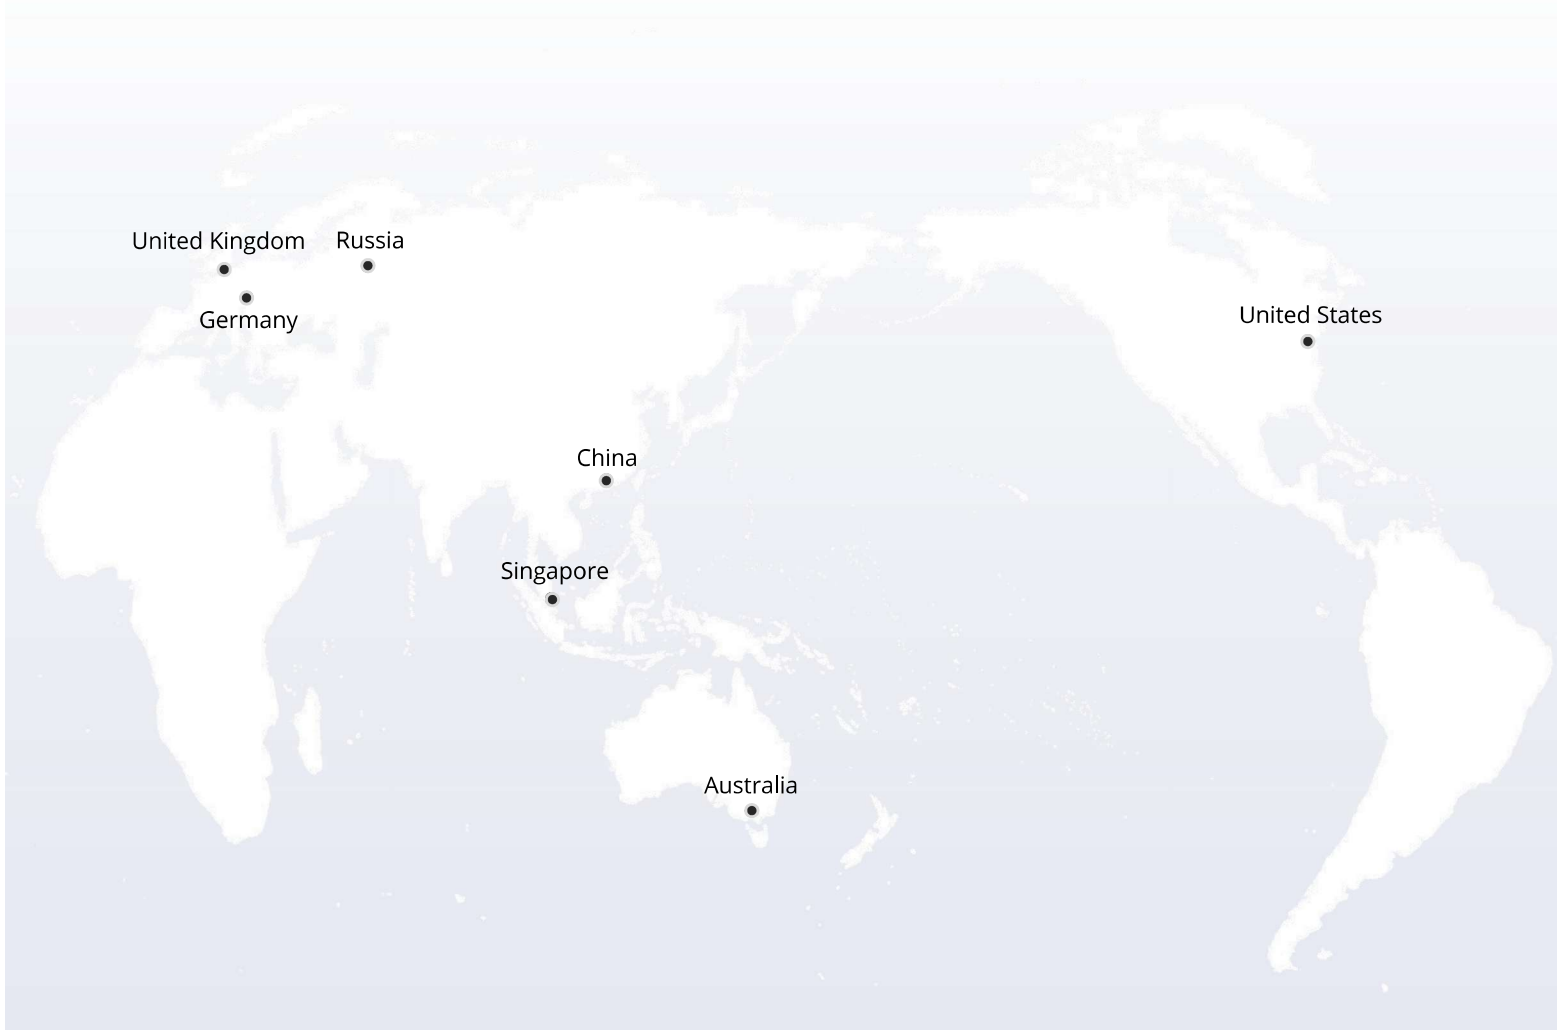 United Kingdom
Russia
Germany
United States
China
Singapore
Australia